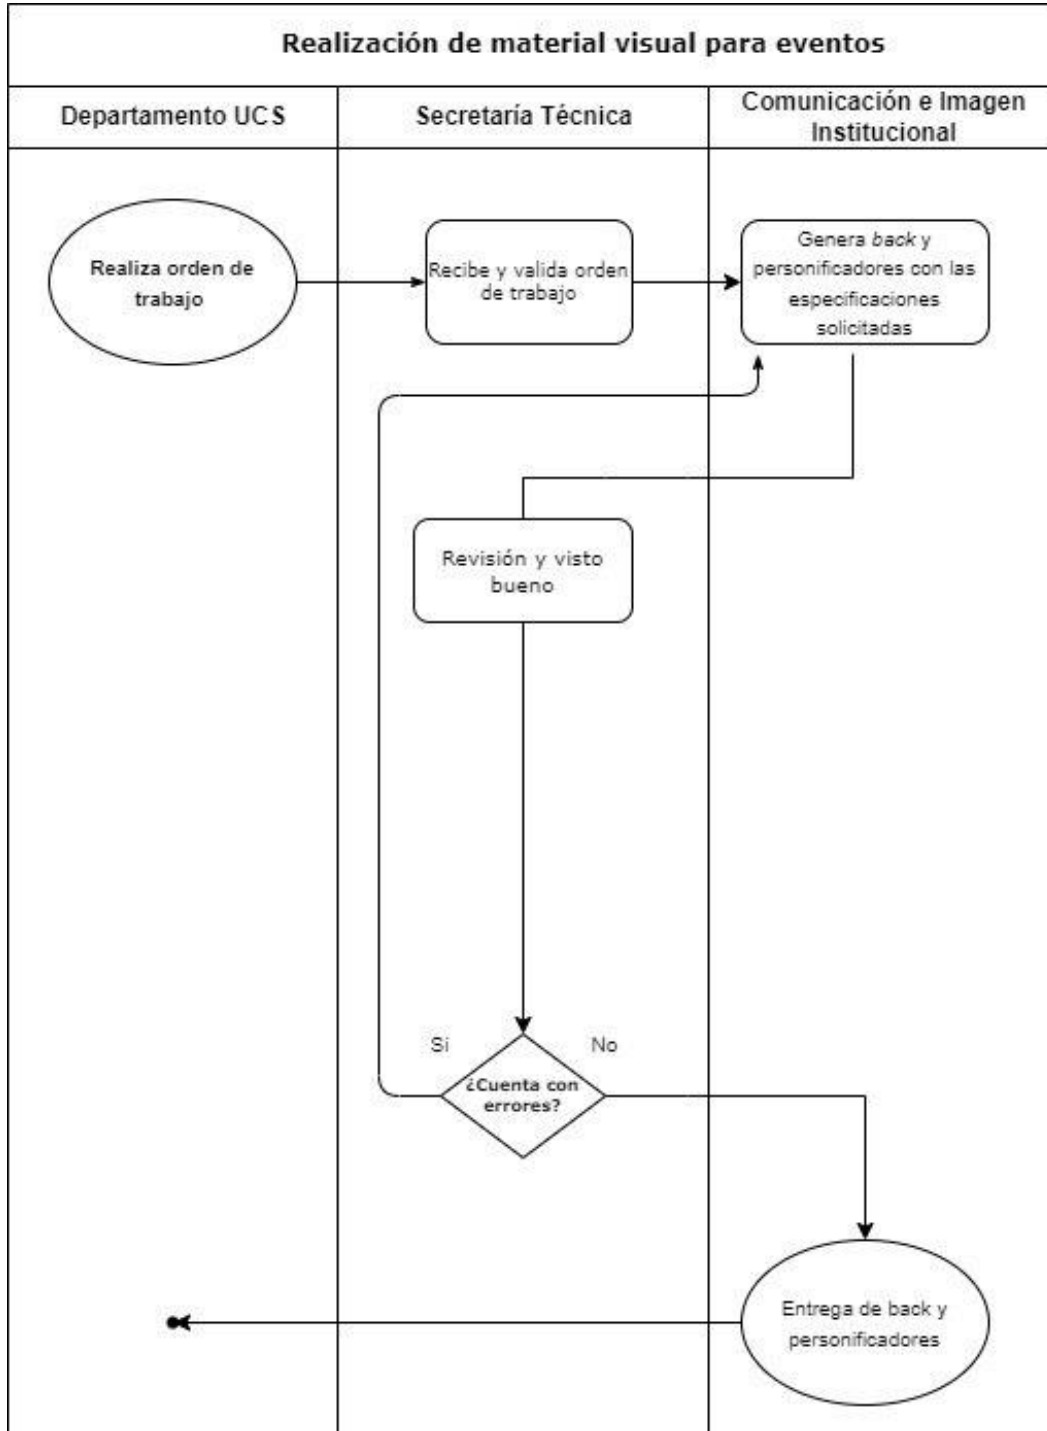 Realización de material visual para eventos
Departamento UCS
Secretaría Técnica
Comunicación e Imagen
Institucional
Realiza orden de
trabajo
Recibe y valida orden
de trabajo
Genera back y
personificadores con las
especificaciones
solicitadas
Revisión y visto
bueno
Si
No
¿Cuenta con
errores?
Entrega de back y
personificadores